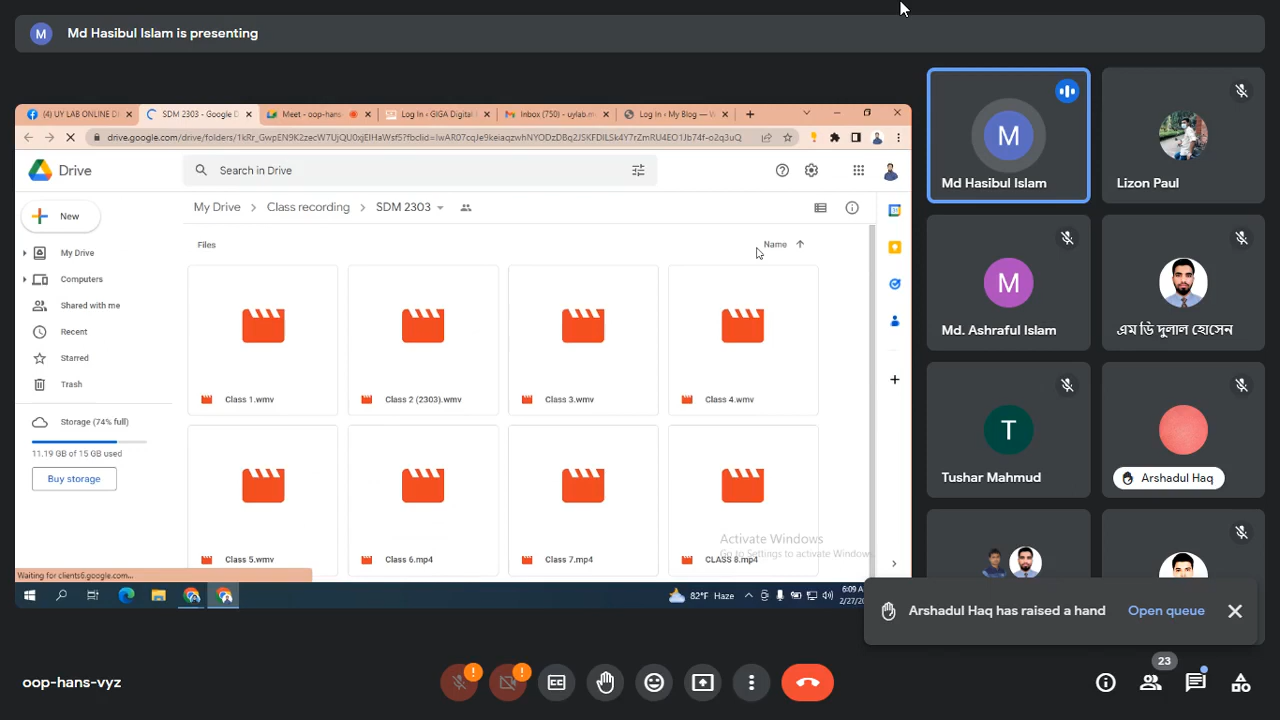 M Md Hasibul Islam is presenting
(4) UY LAB ONLINE D
SDM 2303 - Google D
Meet - oop-hans-
Log In ‹ GIGA Digital
Inbox (750) - uylab.m
Log In ‹ My Blog — W
drive.google.com/drive/folders/
Drive
Search in Drive
New
My Drive
Computers
Shared with me
Recent
Starred
Trash
Storage (74% full)
11.19 GB of 15 GB used
Buy storage
My Drive > Class recording > SDM 2303
Files Name
Class 1.wmv
Class 2 (2303).wmv
Class 3.wmv
Class 4.wmv
Class 5.wmv
Class 6.mp4
Class 7.mp4
CLASS 8.mp4
Activate Windows
Go to Settings to activate Windows.
Waiting for clients6.google.com...
82°F Haze
6:09 A
2/27/2
M
Md Hasibul Islam
Lizon Paul
M
Md. Ashraful Islam
এম ডি দুলাল হোসেন
T
Tushar Mahmud
Arshadul Haq
Arshadul Haq has raised a hand Open queue
oop-hans-vyz
23